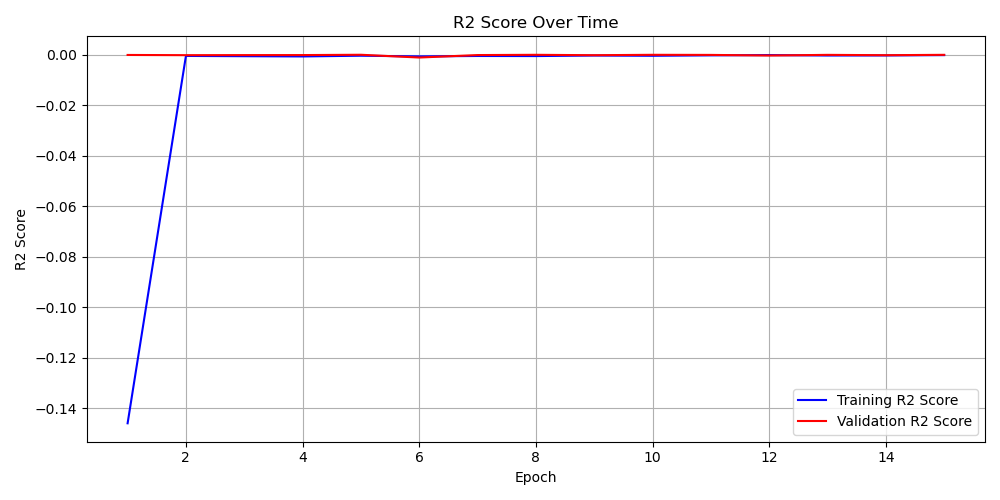 R2 Score Over Time
R2 Score
0.00
−0.02
−0.04
−0.06
−0.08
−0.10
−0.12
−0.14
2 4 6 8 10 12 14
Epoch
Training R2 Score
Validation R2 Score